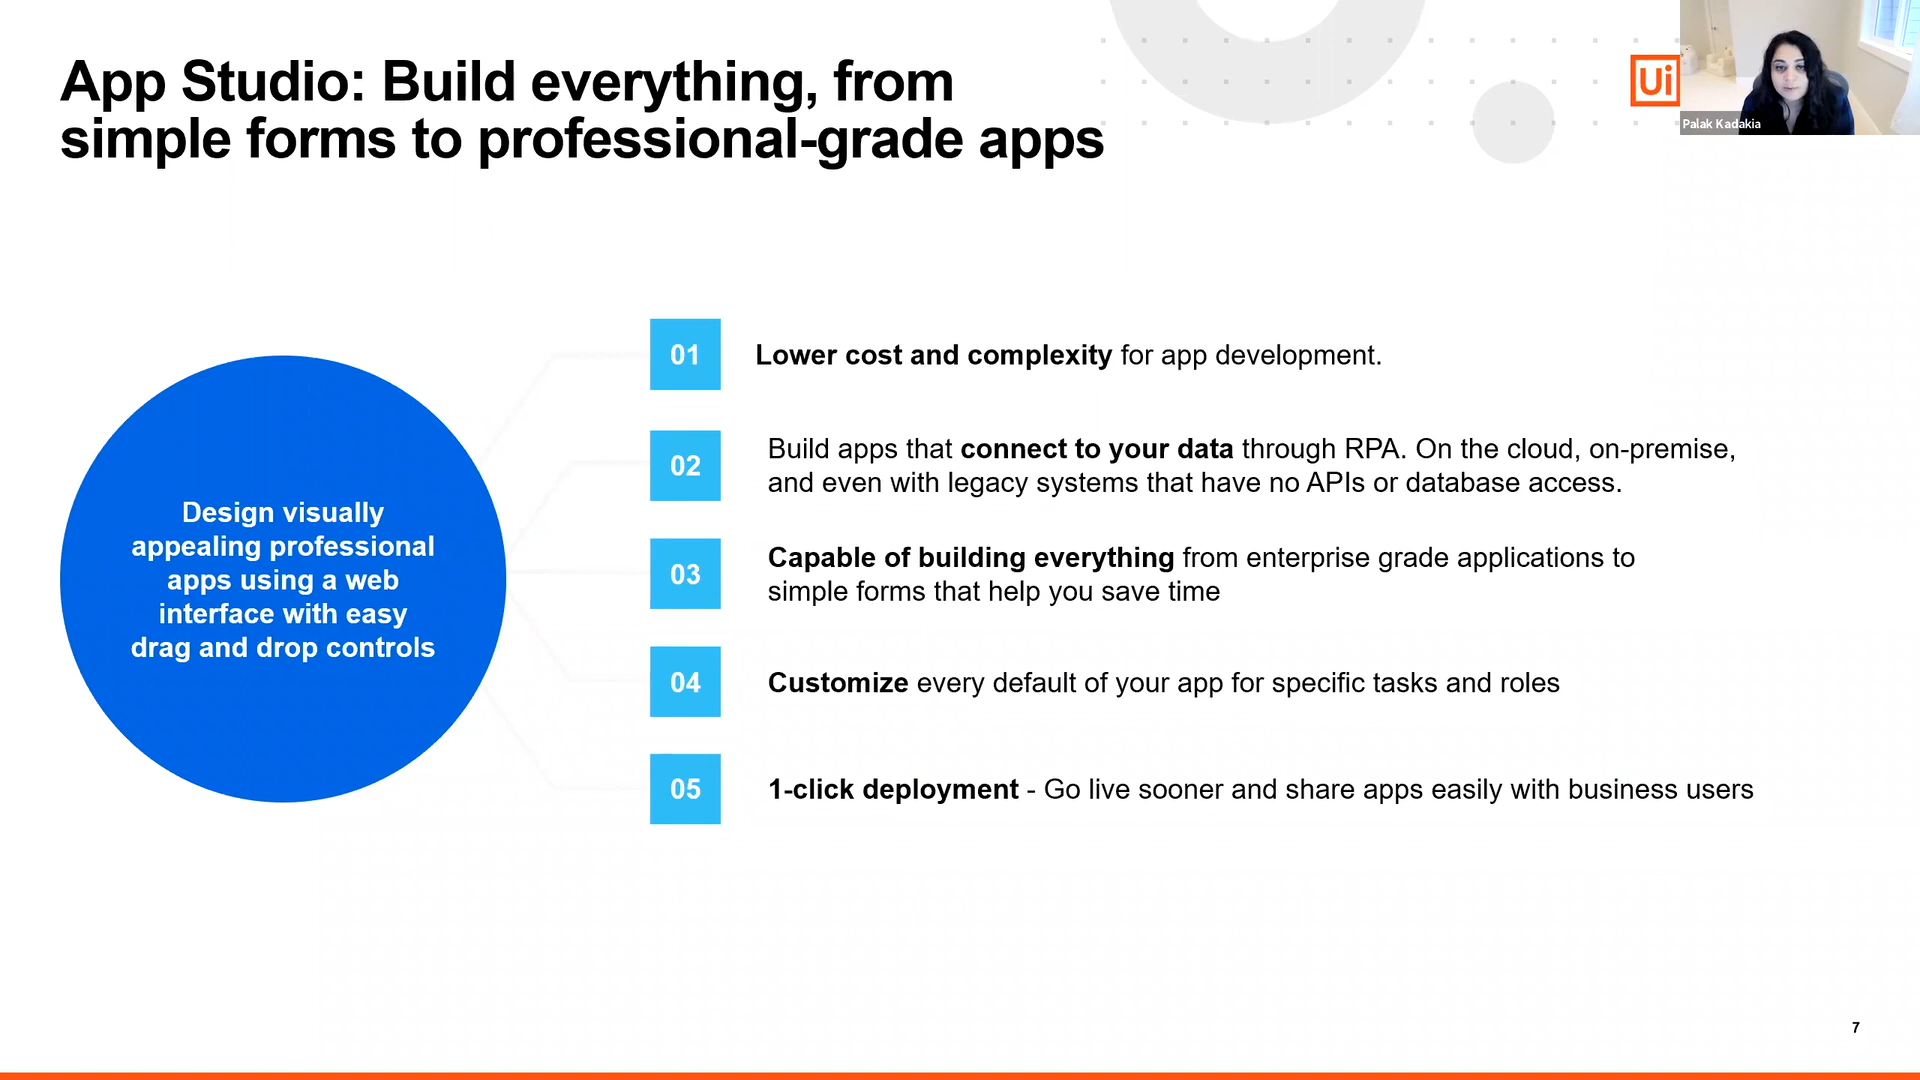 App Studio: Build everything, from
simple forms to professional-grade apps
Ui
Palak Kadakia
Design visually
appealing professional
apps using a web
interface with easy
drag and drop controls
01
Lower cost and complexity for app development.
02
Build apps that connect to your data through RPA. On the cloud, on-premise,
and even with legacy systems that have no APIs or database access.
03
Capable of building everything from enterprise grade applications to
simple forms that help you save time
04
Customize every default of your app for specific tasks and roles
05
1-click deployment - Go live sooner and share apps easily with business users
7